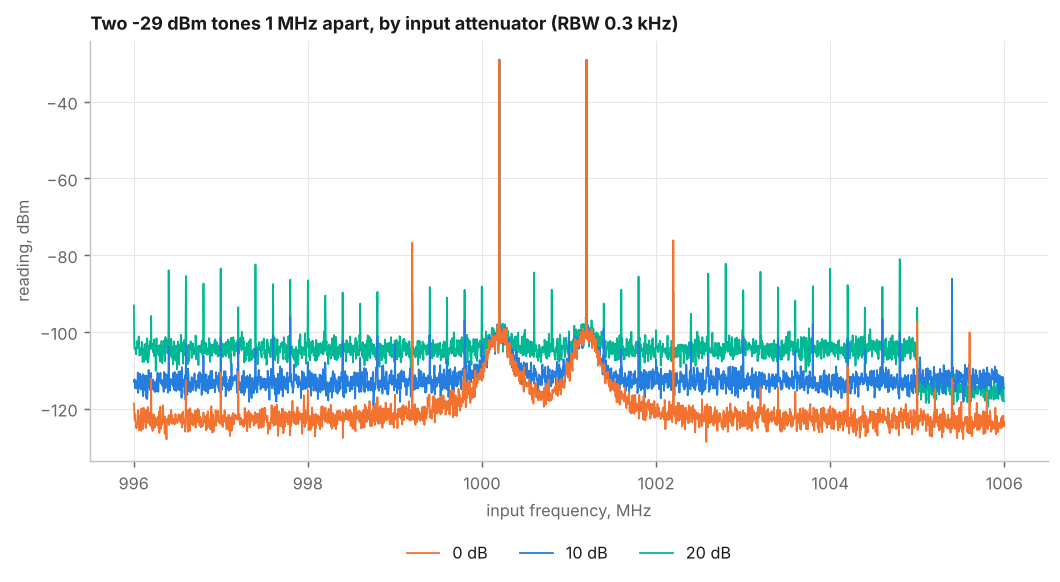 Two -29 dBm tones 1 MHz apart, by input attenuator (RBW 0.3 kHz)
reading, dBm
−40
−60
−80
−100
−120
996
998
1000
1002
1004
1006
input frequency, MHz
0 dB
10 dB
20 dB